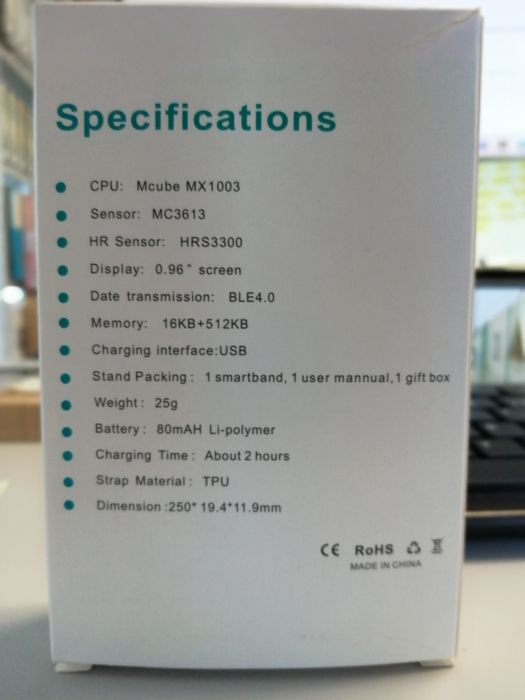 Specifications
CPU: Mcube MX1003
Sensor: MC3613
HR Sensor: HRS3300
Display: 0.96" screen
Date transmission: BLE4.0
Memory: 16KB+512KB
Charging interface:USB
Stand Packing: 1 smartband, 1 user mannual,1 gift box
Weight: 25g
Battery: 80mAH Li-polymer
Charging Time: About 2 hours
Strap Material: TPU
Dimension:250*19.4*11.9mm
CE RoHS
MADE IN CHINA